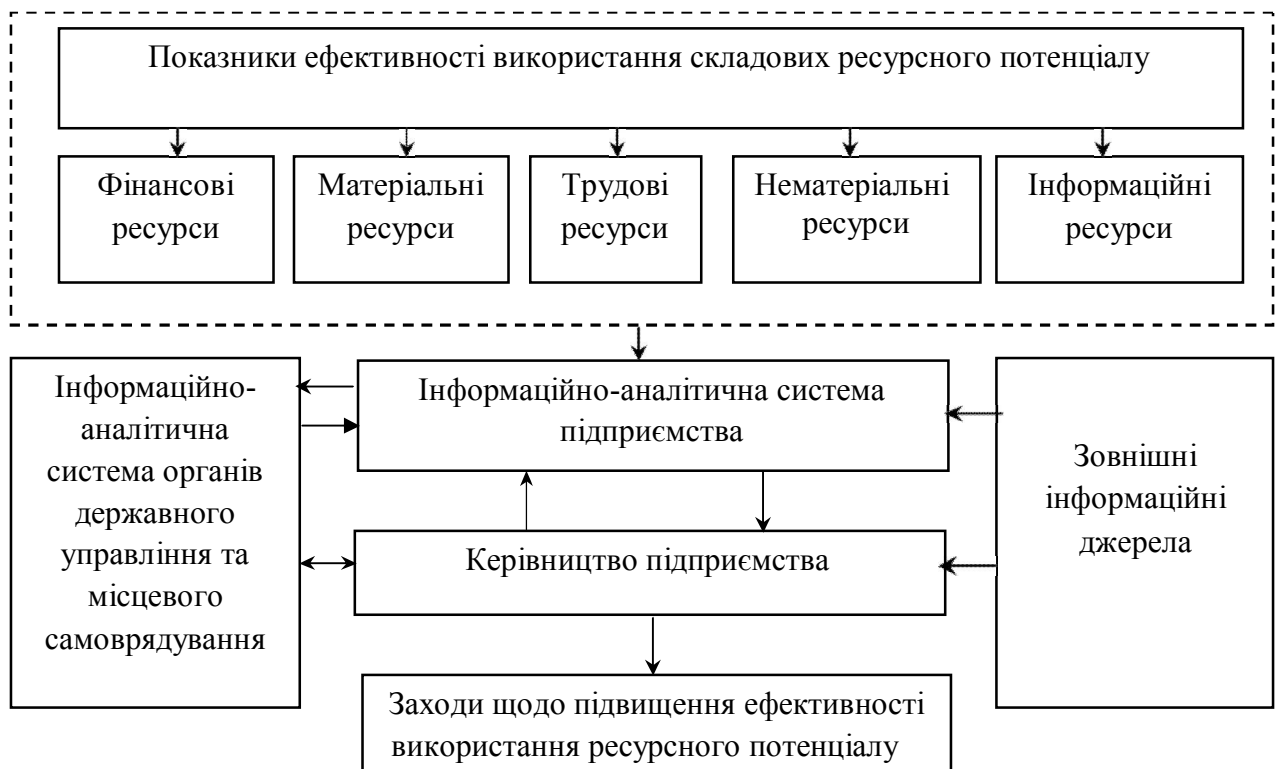 Показники ефективності використання складових ресурсного потенціалу
Фінансові
ресурси
Матеріальні
ресурси
Трудові
ресурси
Нематеріальні
ресурси
Інформаційні
ресурси
Інформаційно-
аналітична
система органів
державного
управління та
місцевого
самоврядування
Інформаційно-аналітична система
підприємства
Керівництво підприємства
Заходи щодо підвищення ефективності
використання ресурсного потенціалу
Зовнішні
інформаційні
джерела